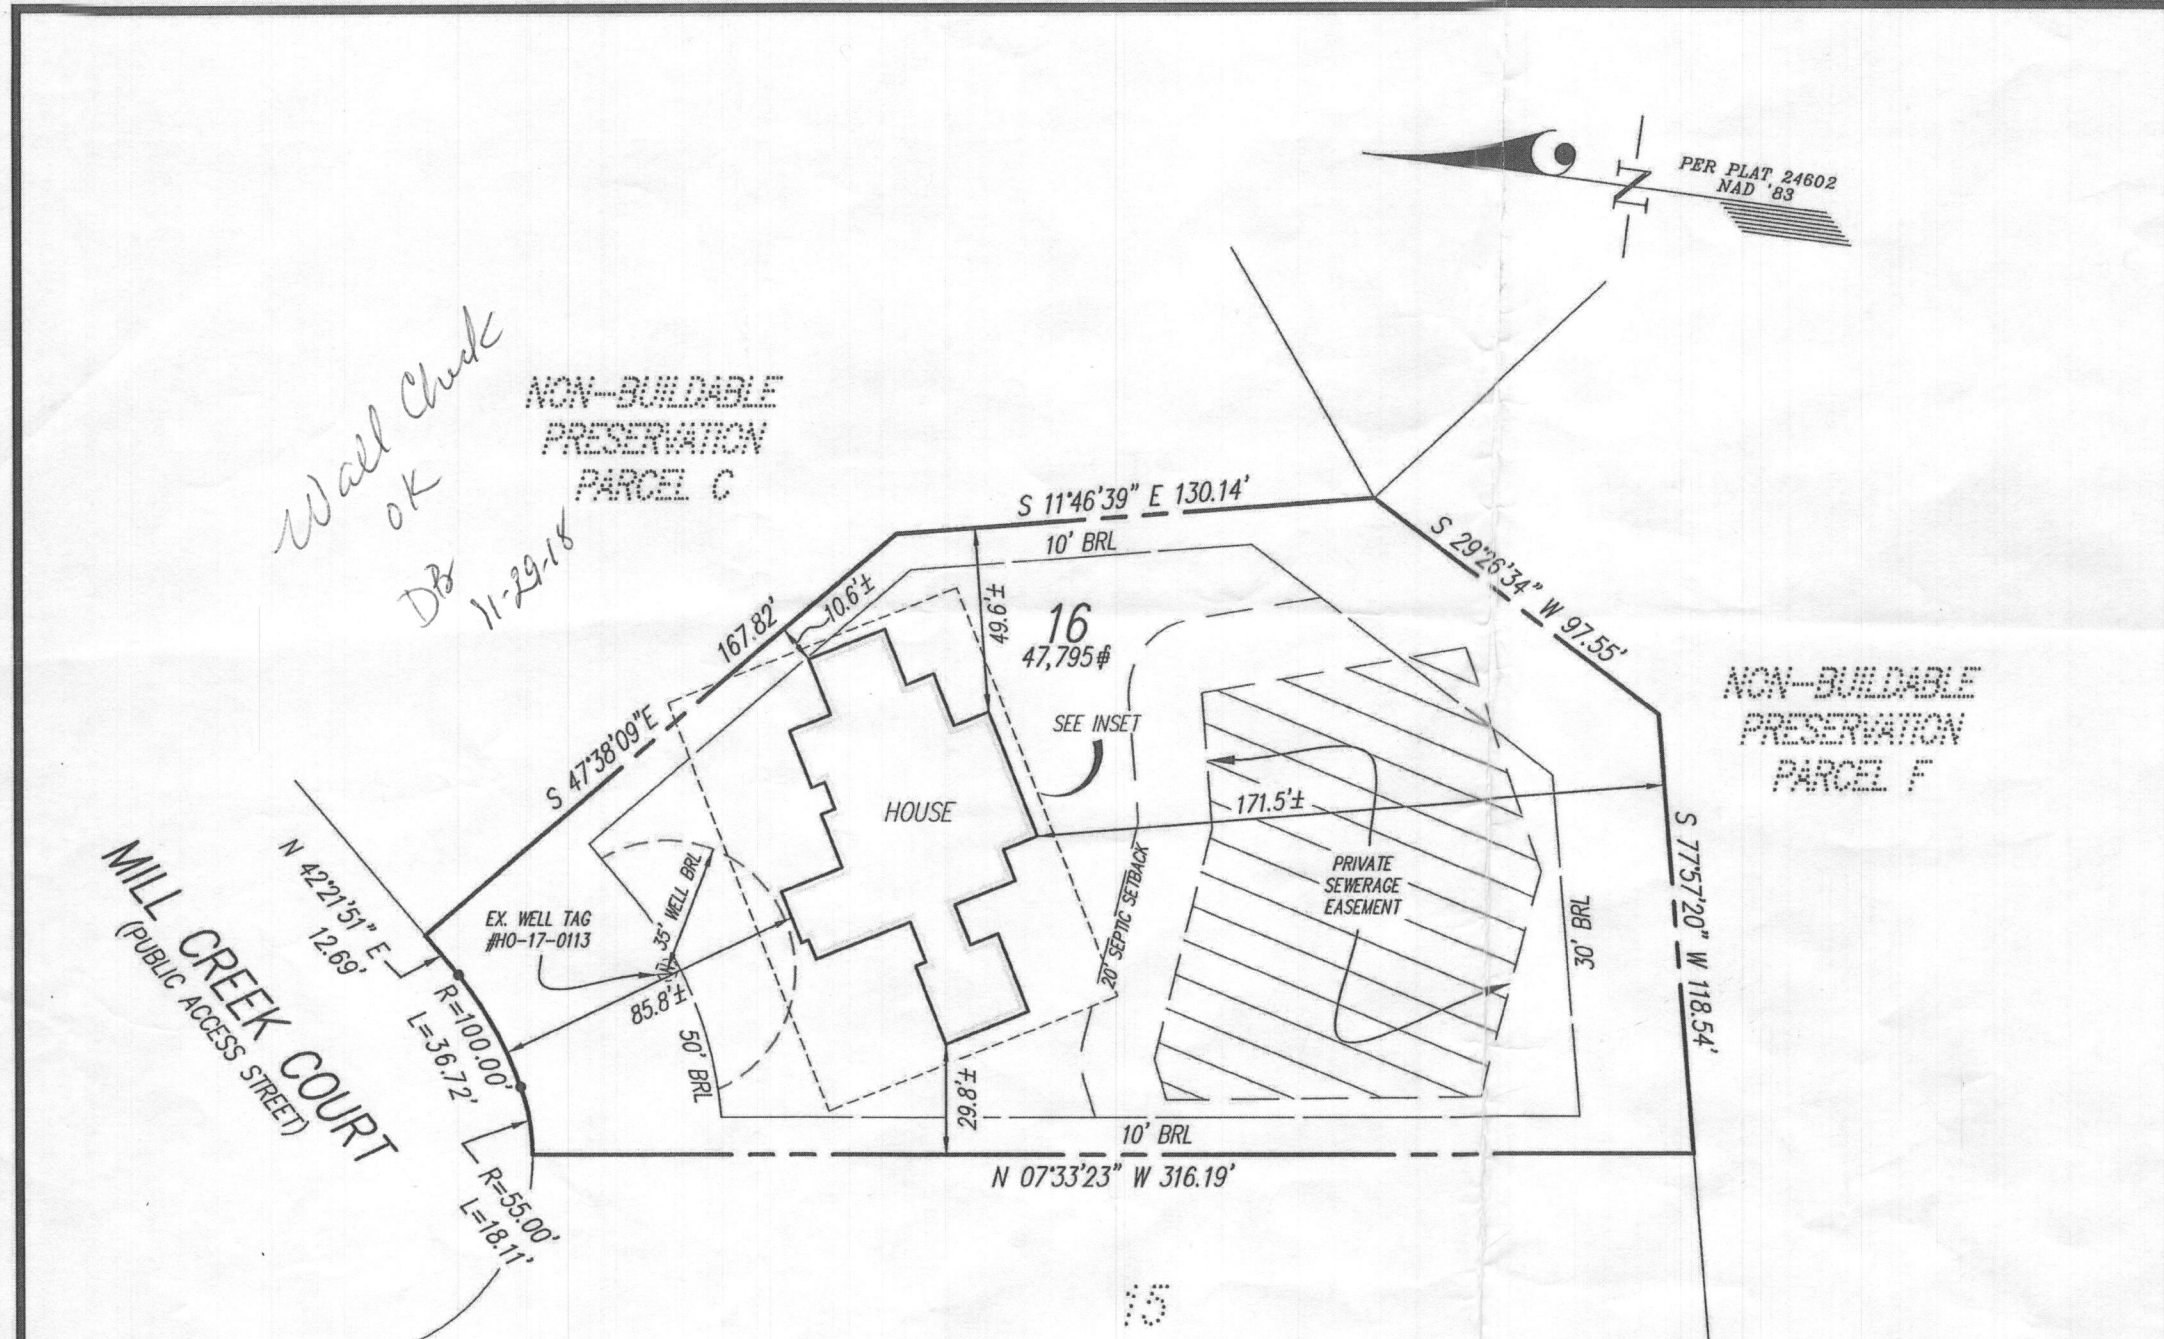 PER PLAT 24602
NAD '83
N
Wall Check
OK
DB
11-29-18
NON-BUILDABLE
PRESERVATION
PARCEL C
S 11°46'39" E 130.14'
10' BRL
S 29°26'34" W 97.55'
10.6'±
49.6'±
16
47,795
167.82'
S 47°38'09"E
SEE INSET
NON-BUILDABLE
PRESERVATION
PARCEL F
HOUSE
171.5'±
PRIVATE
SEWERAGE
EASEMENT
S 77°57'20" W 118.54'
30' BRL
20' SEPTIC SETBACK
MILL CREEK COURT
(PUBLIC ACCESS STREET)
N 42°21'51" E
12.69'
EX. WELL TAG
#HO-17-0113
35' WELL BRL
85.8'±
50' BRL
R=100.00'
L=36.72'
29.8'±
10' BRL
N 07°33'23" W 316.19'
R=55.00'
L=18.11'
15